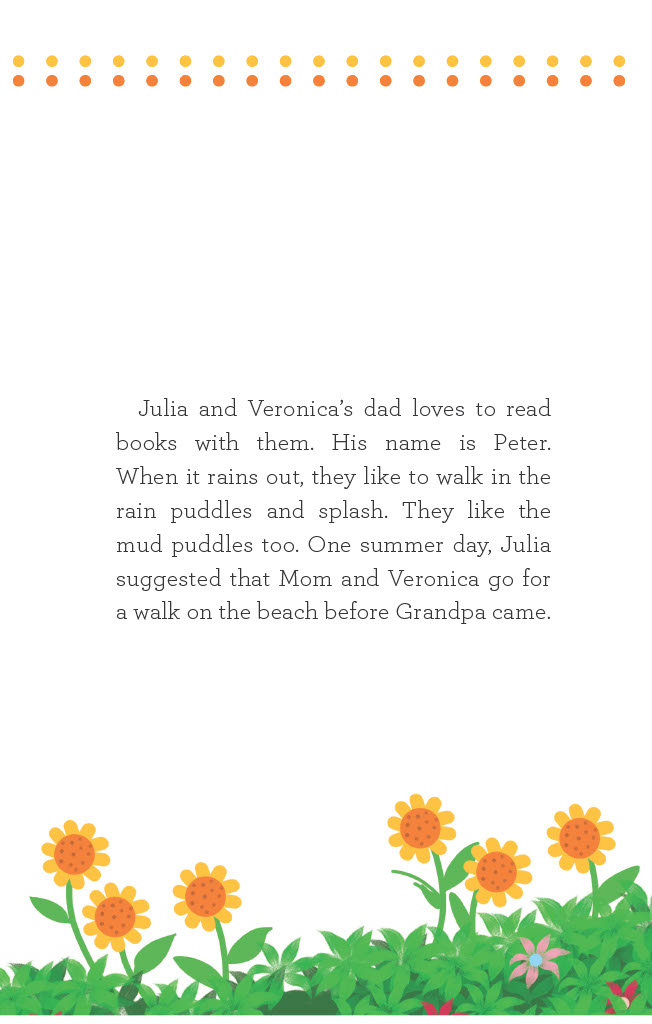 Julia and Veronica’s dad loves to read
books with them. His name is Peter.
When it rains out, they like to walk in the
rain puddles and splash. They like the
mud puddles too. One summer day, Julia
suggested that Mom and Veronica go for
a walk on the beach before Grandpa came.